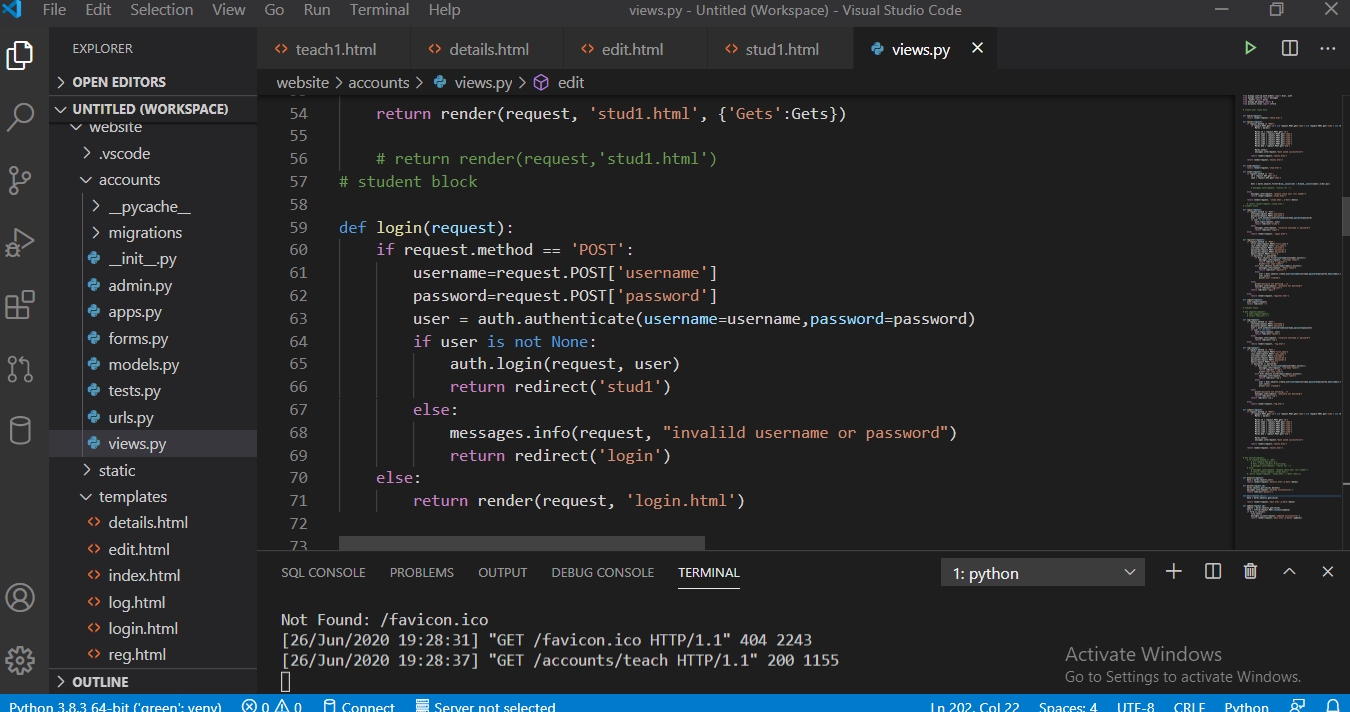 File Edit Selection View Go Run Terminal Help views.py - Untitled (Workspace) - Visual Studio Code
EXPLORER
teach1.html details.html edit.html stud1.html views.py
OPEN EDITORS
website > accounts > views.py > edit
UNTITLED (WORKSPACE)
website
.vscode
accounts
__pycache__
migrations
__init__.py
admin.py
apps.py
forms.py
models.py
tests.py
urls.py
views.py
static
templates
details.html
edit.html
index.html
log.html
login.html
reg.html
OUTLINE
54 return render(request, 'stud1.html', {'Gets':Gets})
55
56 # return render(request,'stud1.html')
57 # student block
58
59 def login(request):
60 if request.method == 'POST':
61 username=request.POST['username']
62 password=request.POST['password']
63 user = auth.authenticate(username=username,password=password)
64 if user is not None:
65 auth.login(request, user)
66 return redirect('stud1')
67 else:
68 messages.info(request, "invalild username or password")
69 return redirect('login')
70 else:
71 return render(request, 'login.html')
72
73
SQL CONSOLE PROBLEMS OUTPUT DEBUG CONSOLE TERMINAL 1: python
Not Found: /favicon.ico
[26/Jun/2020 19:28:31] "GET /favicon.ico HTTP/1.1" 404 2243
[26/Jun/2020 19:28:37] "GET /accounts/teach HTTP/1.1" 200 1155
Activate Windows
Go to Settings to activate Windows.
Python 3.8.3 64-bit ('green': venv) 0 0 Connect Server not selected Ln 202, Col 22 Spaces: 4 UTF-8 CRLF Python